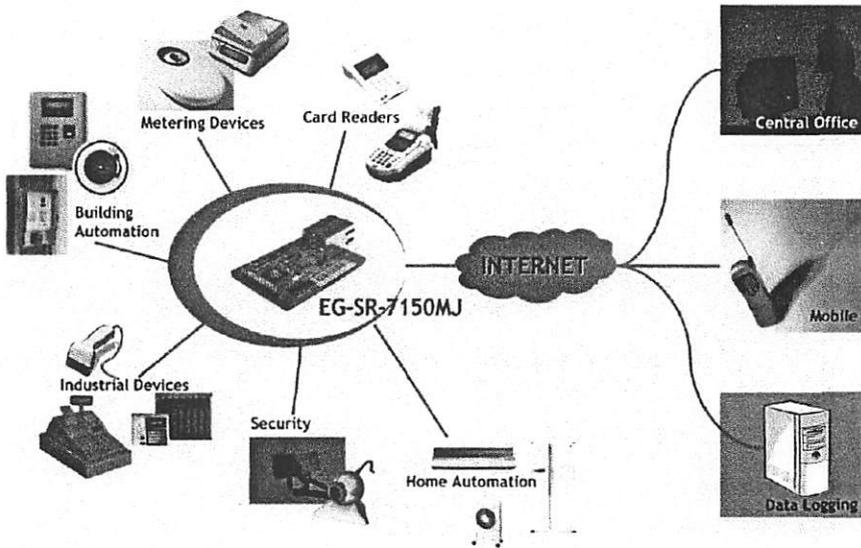 Metering Devices
Card Readers
Central Office
Building
Automation
INTERNET
EG-SR-7150MJ
Mobile
Industrial Devices
Security
Home Automation
Data Logging